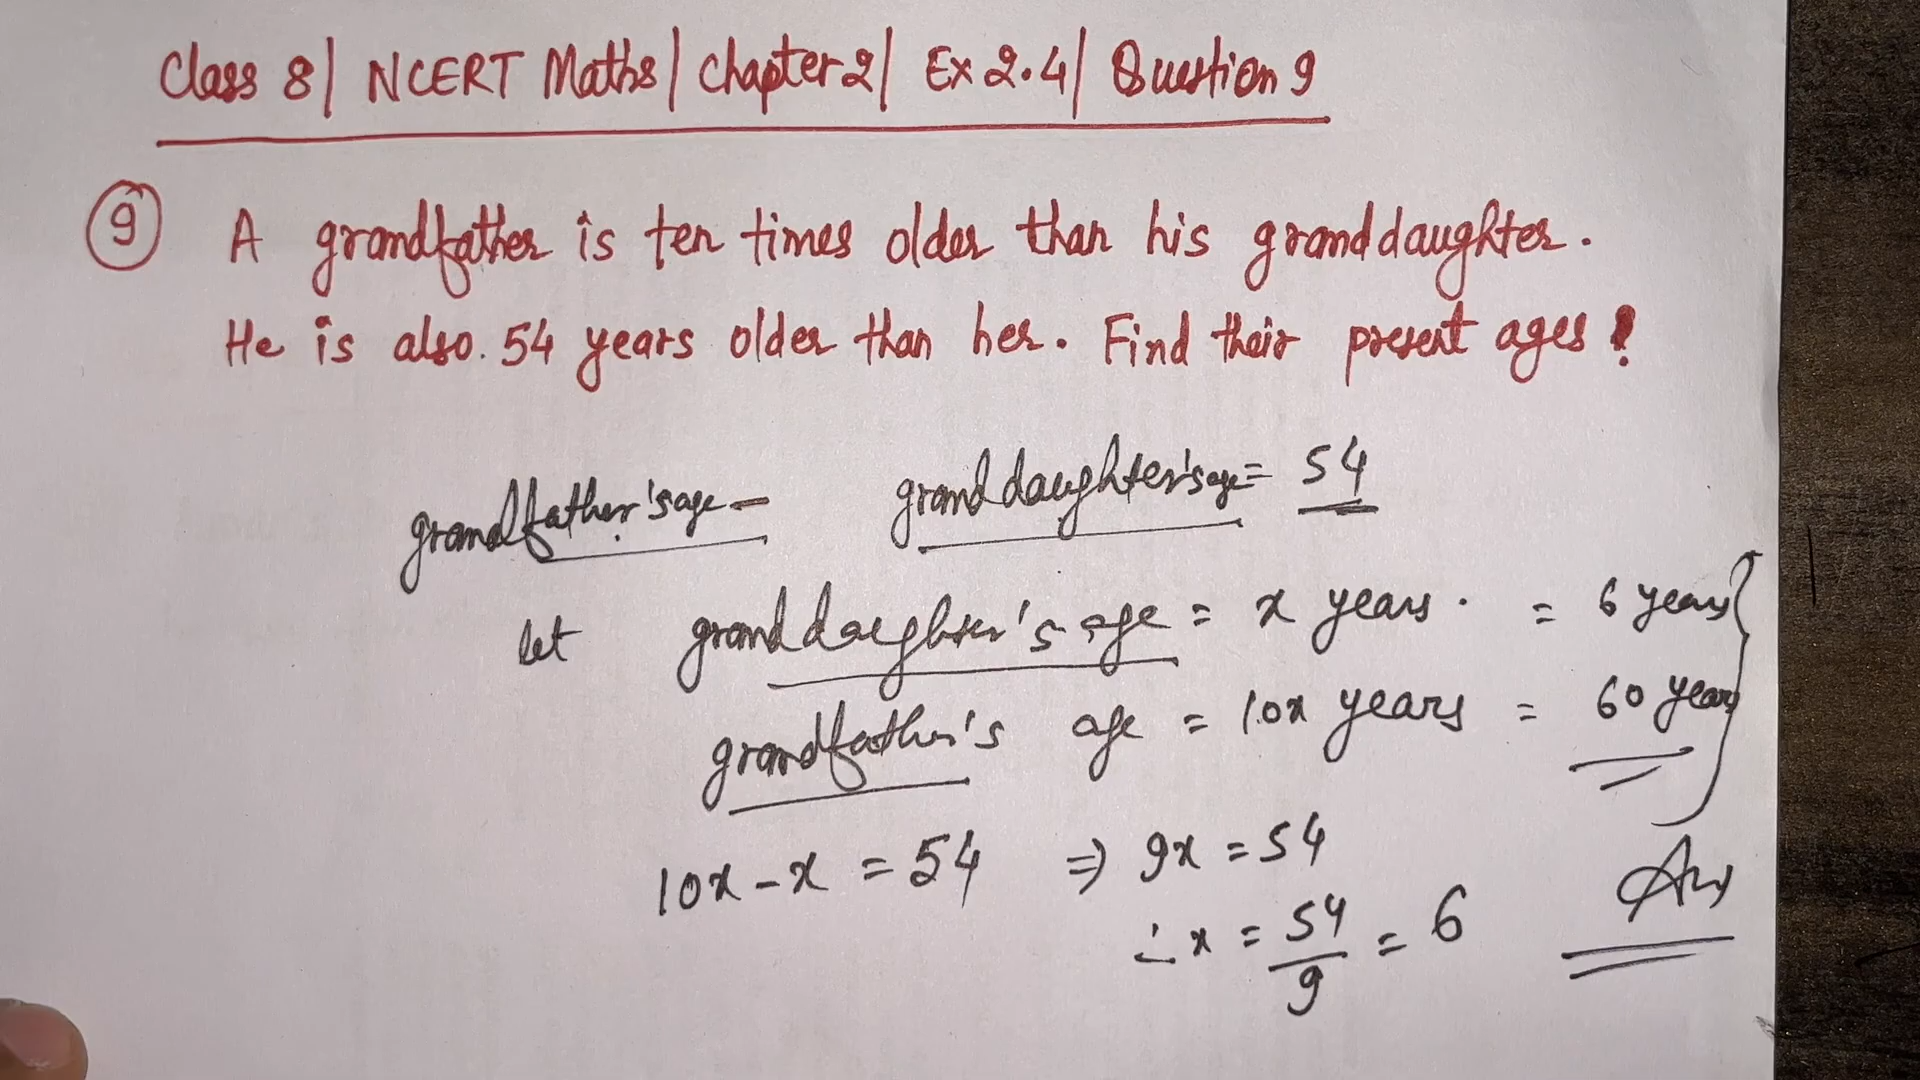 Class 8| NCERT Maths| Chapter 2| Ex 2.4| Question 9
9 A grandfather is ten times older than his granddaughter.
He is also 54 years older than her. Find their present ages?
grandfather's age - granddaughter's age = 54
let granddaughter's age = x years. = 6 years
grandfather's age = 10x years = 60 years
10x - x = 54 ⇒ 9x = 54
∴ x = 54/9 = 6
Ans